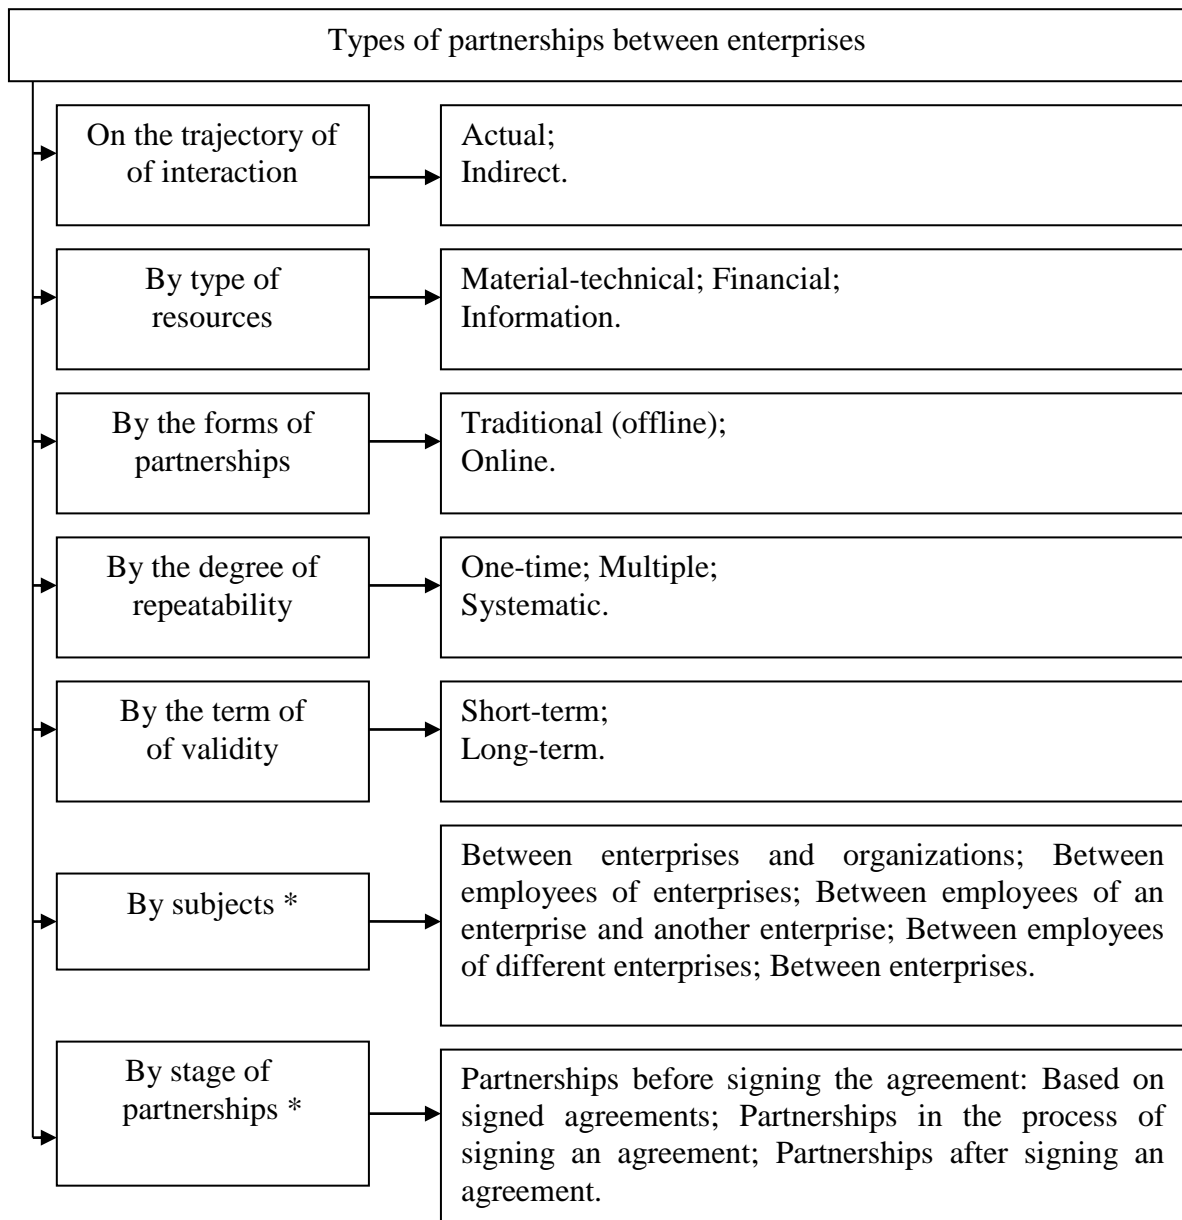 Types of partnerships between enterprises
On the trajectory of
of interaction
Actual;
Indirect.
By type of
resources
Material-technical; Financial;
Information.
By the forms of
partnerships
Traditional (offline);
Online.
By the degree of
repeatability
One-time; Multiple;
Systematic.
By the term of
of validity
Short-term;
Long-term.
By subjects *
Between enterprises and organizations; Between
employees of enterprises; Between employees of an
enterprise and another enterprise; Between employees
of different enterprises; Between enterprises.
By stage of
partnerships *
Partnerships before signing the agreement: Based on
signed agreements; Partnerships in the process of
signing an agreement; Partnerships after signing an
agreement.